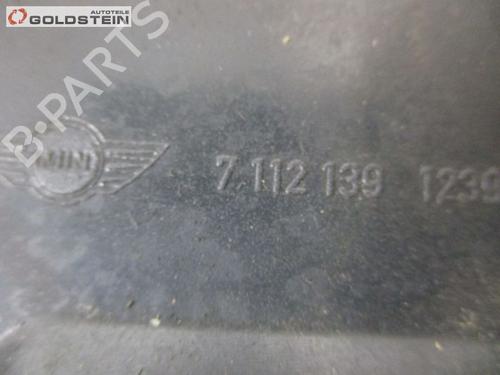 AUTOTEILE
GOLDSTEIN
B-PARTS
MINI
7 112 139 1239